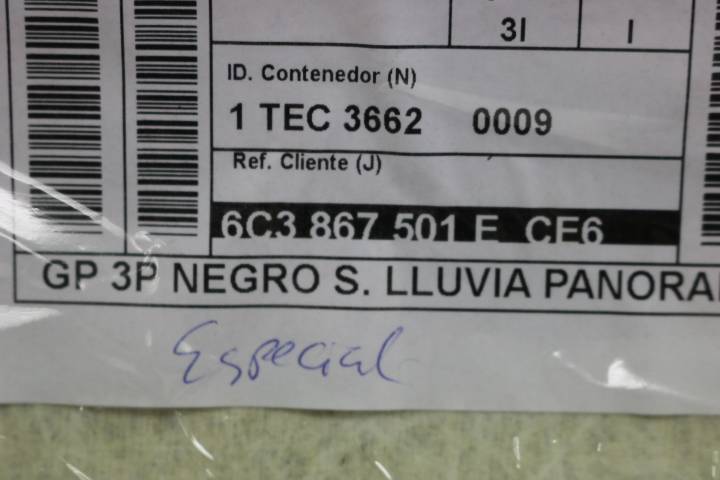 3I I
ID. Contenedor (N)
1 TEC 3662 0009
Ref. Cliente (J)
6C3 867 501 E CE6
GP 3P NEGRO S. LLUVIA PANORA
Especial